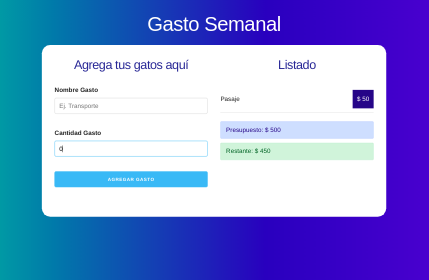 Gasto Semanal
Agrega tus gatos aquí
Nombre Gasto
Ej. Transporte
Cantidad Gasto
0
AGREGAR GASTO
Listado
Pasaje
$ 50
Presupuesto: $ 500
Restante: $ 450